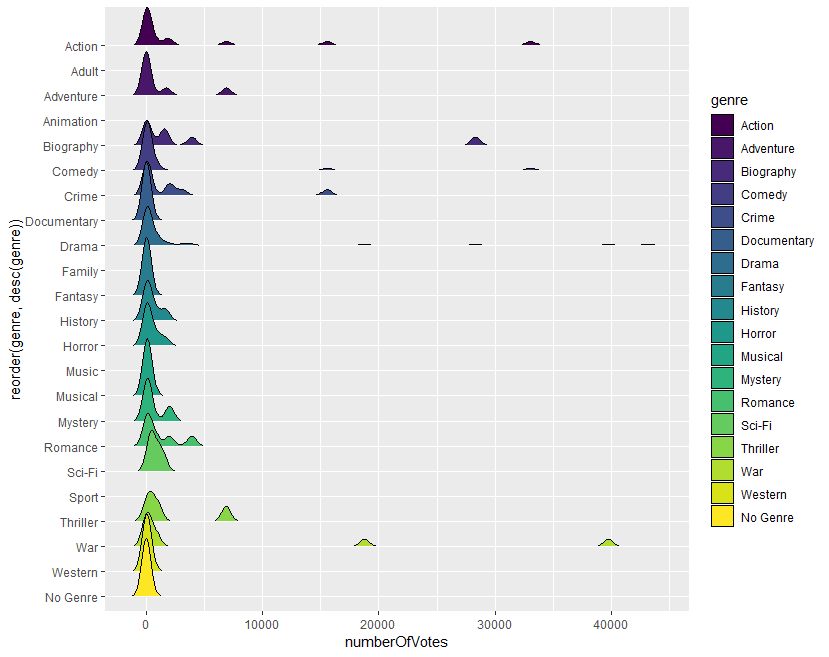 Action
Adult
Adventure
Animation
Biography
Comedy
Crime
Documentary
Drama
Family
Fantasy
History
Horror
Music
Musical
Mystery
Romance
Sci-Fi
Sport
Thriller
War
Western
No Genre
reorder(genre, desc(genre))
0 10000 20000 30000 40000
numberOfVotes
genre
Action
Adventure
Biography
Comedy
Crime
Documentary
Drama
Fantasy
History
Horror
Musical
Mystery
Romance
Sci-Fi
Thriller
War
Western
No Genre